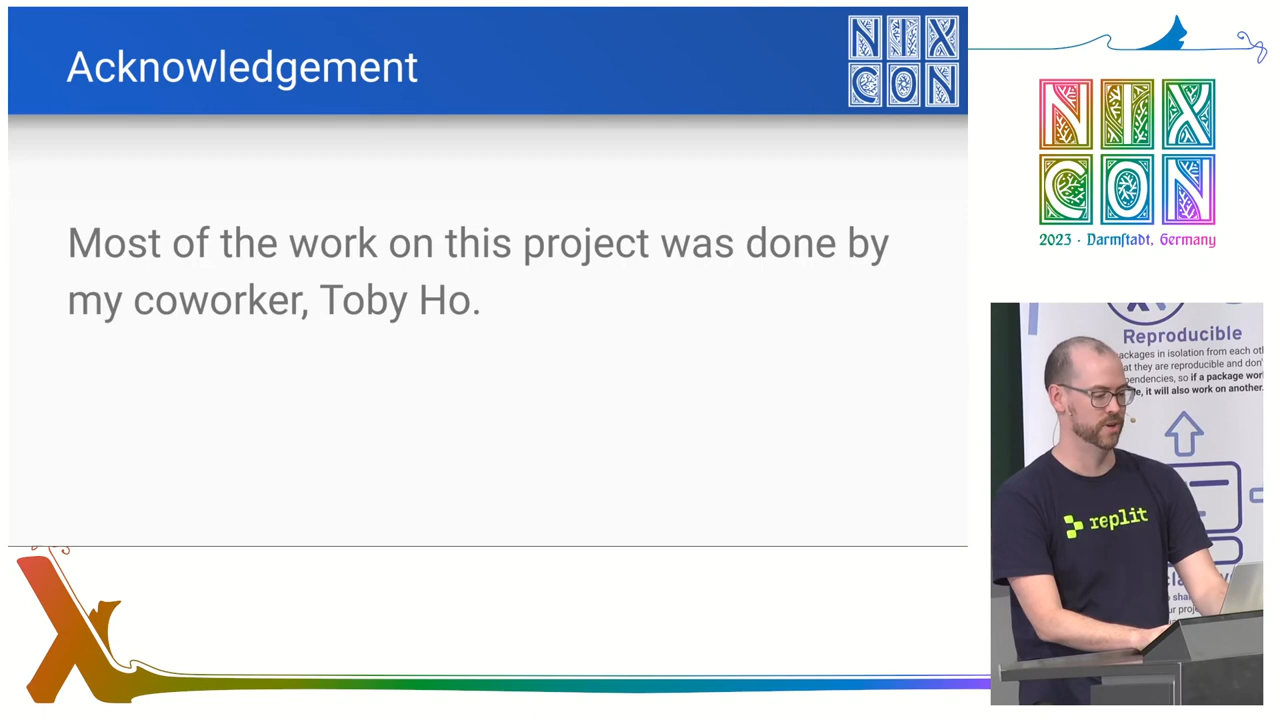 Acknowledgement
NIX
CON
Most of the work on this project was done by
my coworker, Toby Ho.
NIX
CON
2023 · Darmſtadt, Germany
Reproducible
packages in isolation from each
at they are reproducible and don'
pendencies, so if a package
it will also work on another.
replit